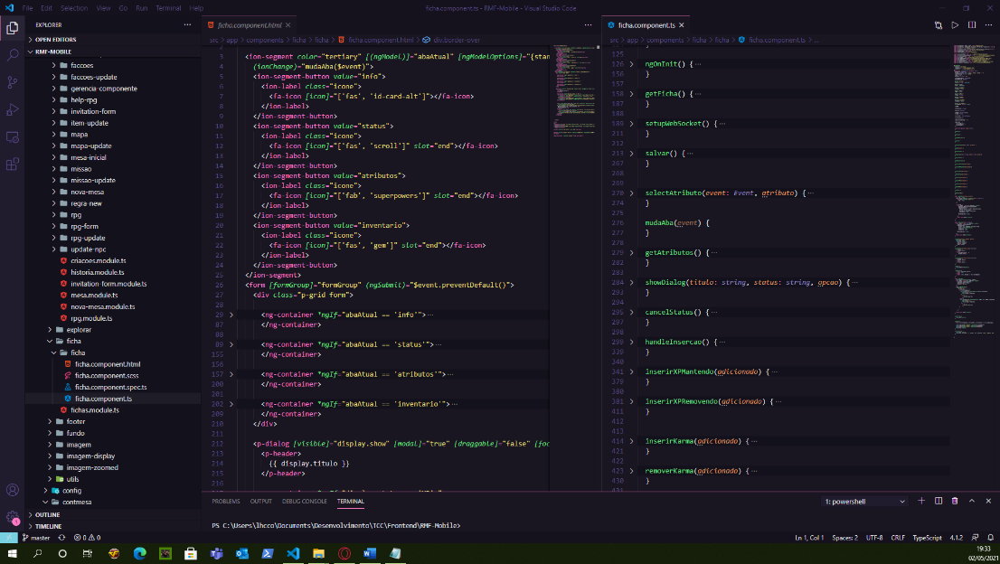 File Edit Selection View Go Run Terminal Help
ficha.component.ts - RMF-Mobile - Visual Studio Code
EXPLORER
OPEN EDITORS
RMF-MOBILE
faccoes
faccoes-update
gerencia-componente
help-rpg
invitation-form
item-update
mapa
mapa-update
mesa-inicial
missao
missao-update
nova-mesa
regra-new
rpg
rpg-form
rpg-update
update-npc
criacoes.module.ts
historia.module.ts
invitation-form.module.ts
mesa.module.ts
nova-mesa.module.ts
rpg.module.ts
explorar
ficha
ficha
ficha.component.html
ficha.component.scss
ficha.component.spec.ts
ficha.component.ts
fichas.module.ts
footer
fundo
imagem
imagem-display
imagem-zoomed
utils
config
contmesa
OUTLINE
TIMELINE
ficha.component.html
src > app > components > ficha > ficha > ficha.component.html > div.border-over
2
3 <ion-segment color="tertiary" [(ngModel)]="abaAtual" [ngModelOptions]="{stan
4 (ionChange)="mudaAba($event)">
5 <ion-segment-button value="info">
6 <ion-label class="icone">
7 <fa-icon [icon]="['fas', 'id-card-alt']"></fa-icon>
8 </ion-label>
9 </ion-segment-button>
10 <ion-segment-button value="status">
11 <ion-label class="icone">
12 <fa-icon [icon]="['fas', 'scroll']" slot="end"></fa-icon>
13 </ion-label>
14 </ion-segment-button>
15 <ion-segment-button value="atributos">
16 <ion-label class="icone">
17 <fa-icon [icon]="['fab', 'superpowers']" slot="end"></fa-icon>
18 </ion-label>
19 </ion-segment-button>
20 <ion-segment-button value="inventario">
21 <ion-label class="icone">
22 <fa-icon [icon]="['fas', 'gem']" slot="end"></fa-icon>
23 </ion-label>
24 </ion-segment-button>
25 </ion-segment>
26 <form [formGroup]="formGroup" (ngSubmit)="$event.preventDefault()">
27 <div class="p-grid form">
28
29 <ng-container *ngIf="abaAtual == 'info'">···
87 </ng-container>
88
89 <ng-container *ngIf="abaAtual == 'status'">···
155 </ng-container>
156
157 <ng-container *ngIf="abaAtual == 'atributos'">···
200 </ng-container>
201
202 <ng-container *ngIf="abaAtual == 'inventario'">···
209 </ng-container>
210 </div>
211
212 <p-dialog [visible]="display.show" [modal]="true" [draggable]="false" [foc
213 <p-header>
214 {{ display.titulo }}
215 </p-header>
216
ficha.component.ts
src > app > components > ficha > ficha > ficha.component.ts > ...
125
126 ngOnInit() {···
156 }
157
158 getFicha() {···
187 }
188
189 setupWebSocket() {···
211 }
212
213 salvar() {···
267 }
268
269
270 selectAtributo(event: Event, atributo) {···
274 }
275
276 mudaAba(event) {
277 }
278
279 getAtributos() {···
282 }
283
284 showDialog(titulo: string, status: string, opcao) {···
293 }
294
295 cancelStatus() {···
297 }
298
299 handleInsercao() {···
339 }
340
341 inserirXPMantendo(adicionado) {···
379 }
380
381 inserirXPRemovendo(adicionado) {···
411 }
412
413
414 inserirKarma(adicionado) {···
421 }
422
423 removerKarma(adicionado) {···
430 }
431
PROBLEMS OUTPUT DEBUG CONSOLE TERMINAL
1: powershell
PS C:\Users\lhcco\Documents\Desenvolvimento\TCC\Frontend\RMF-Mobile>
master 0 0
Ln 1, Col 1 Spaces: 2 UTF-8 CRLF TypeScript 4.1.2
19:33
02/05/2021